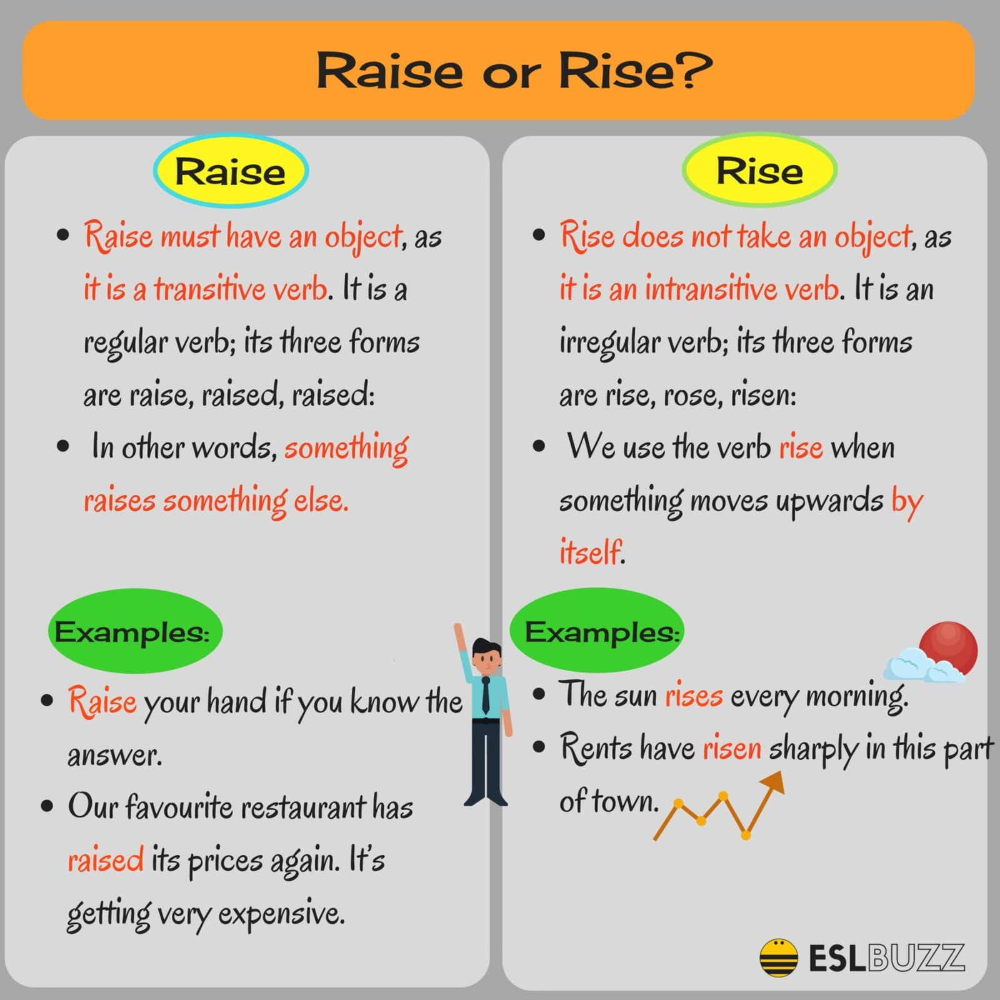 Raise or Rise?
Raise
• Raise must have an object, as
it is a transitive verb. It is a
regular verb; its three forms
are raise, raised, raised:
• In other words, something
raises something else.
Examples:
• Raise your hand if you know the
answer.
• Our favourite restaurant has
raised its prices again. It's
getting very expensive.
Rise
• Rise does not take an object, as
it is an intransitive verb. It is an
irregular verb; its three forms
are rise, rose, risen:
• We use the verb rise when
something moves upwards by
itself.
Examples:
• The sun rises every morning.
• Rents have risen sharply in this part
of town.
ESLBUZZ